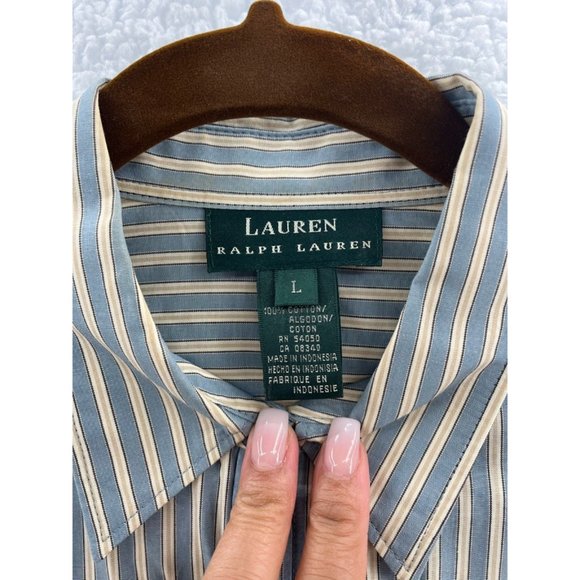 LAUREN
RALPH LAUREN
L
100% COTTON/
ALGODON/
COTON
RN 54050
CA 08340
MADE IN INDONESIA
HECHO EN INDONESIA
FABRIQUE EN
INDONESIE